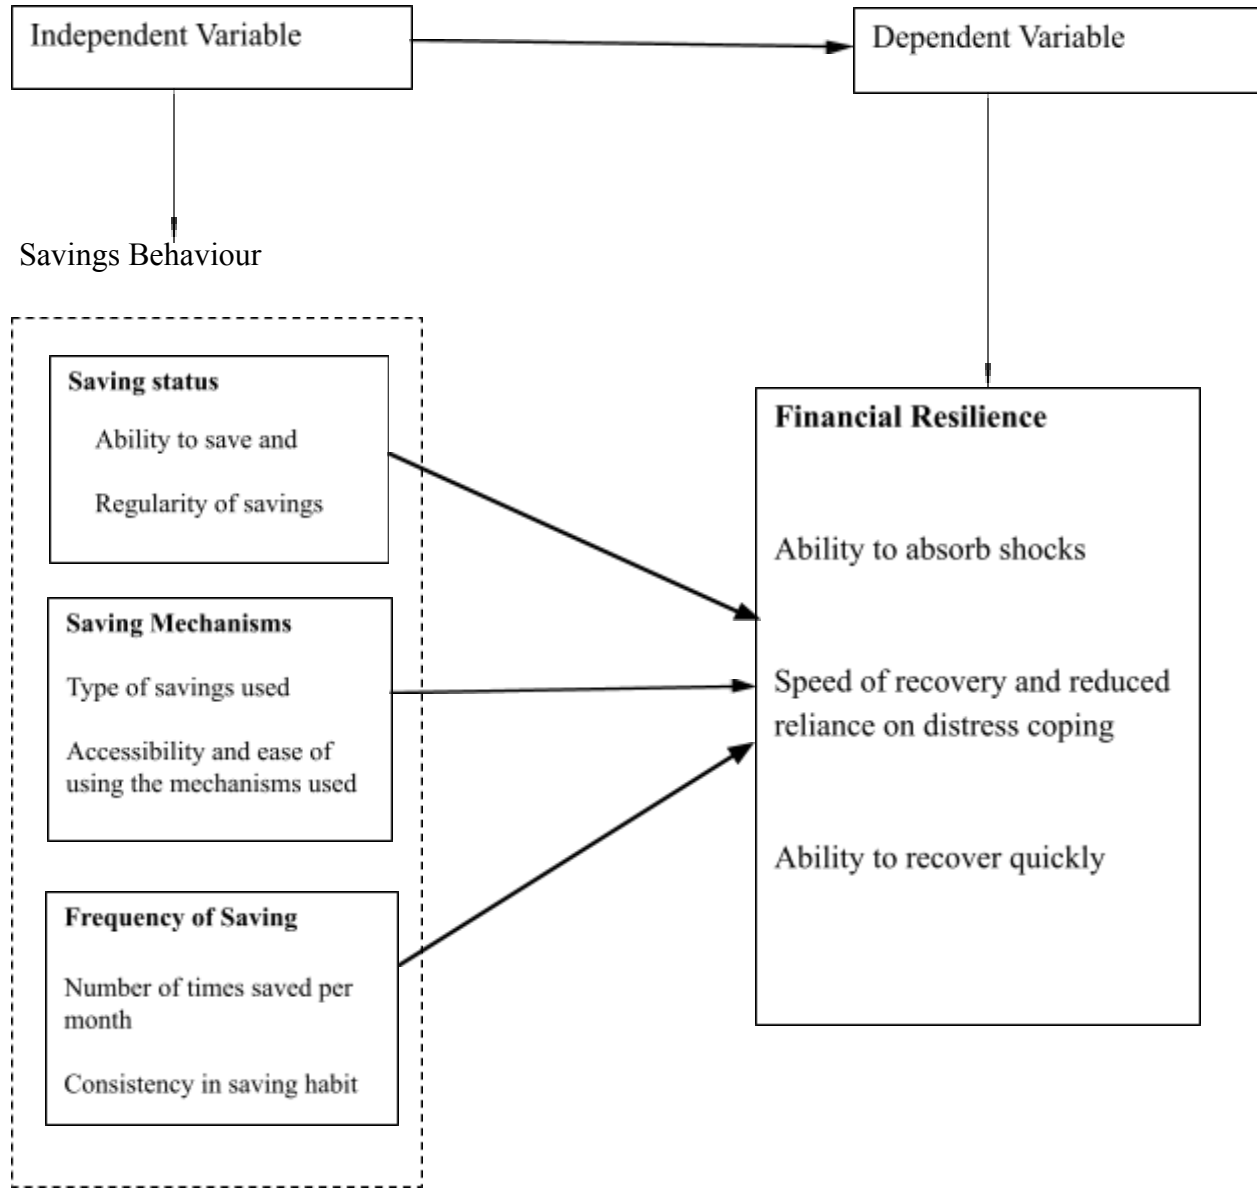 Independent Variable
Dependent Variable
Savings Behaviour
Saving status
Ability to save and
Regularity of savings
Saving Mechanisms
Type of savings used
Accessibility and ease of
using the mechanisms used
Frequency of Saving
Number of times saved per
month
Consistency in saving habit
Financial Resilience
Ability to absorb shocks
Speed of recovery and reduced
reliance on distress coping
Ability to recover quickly